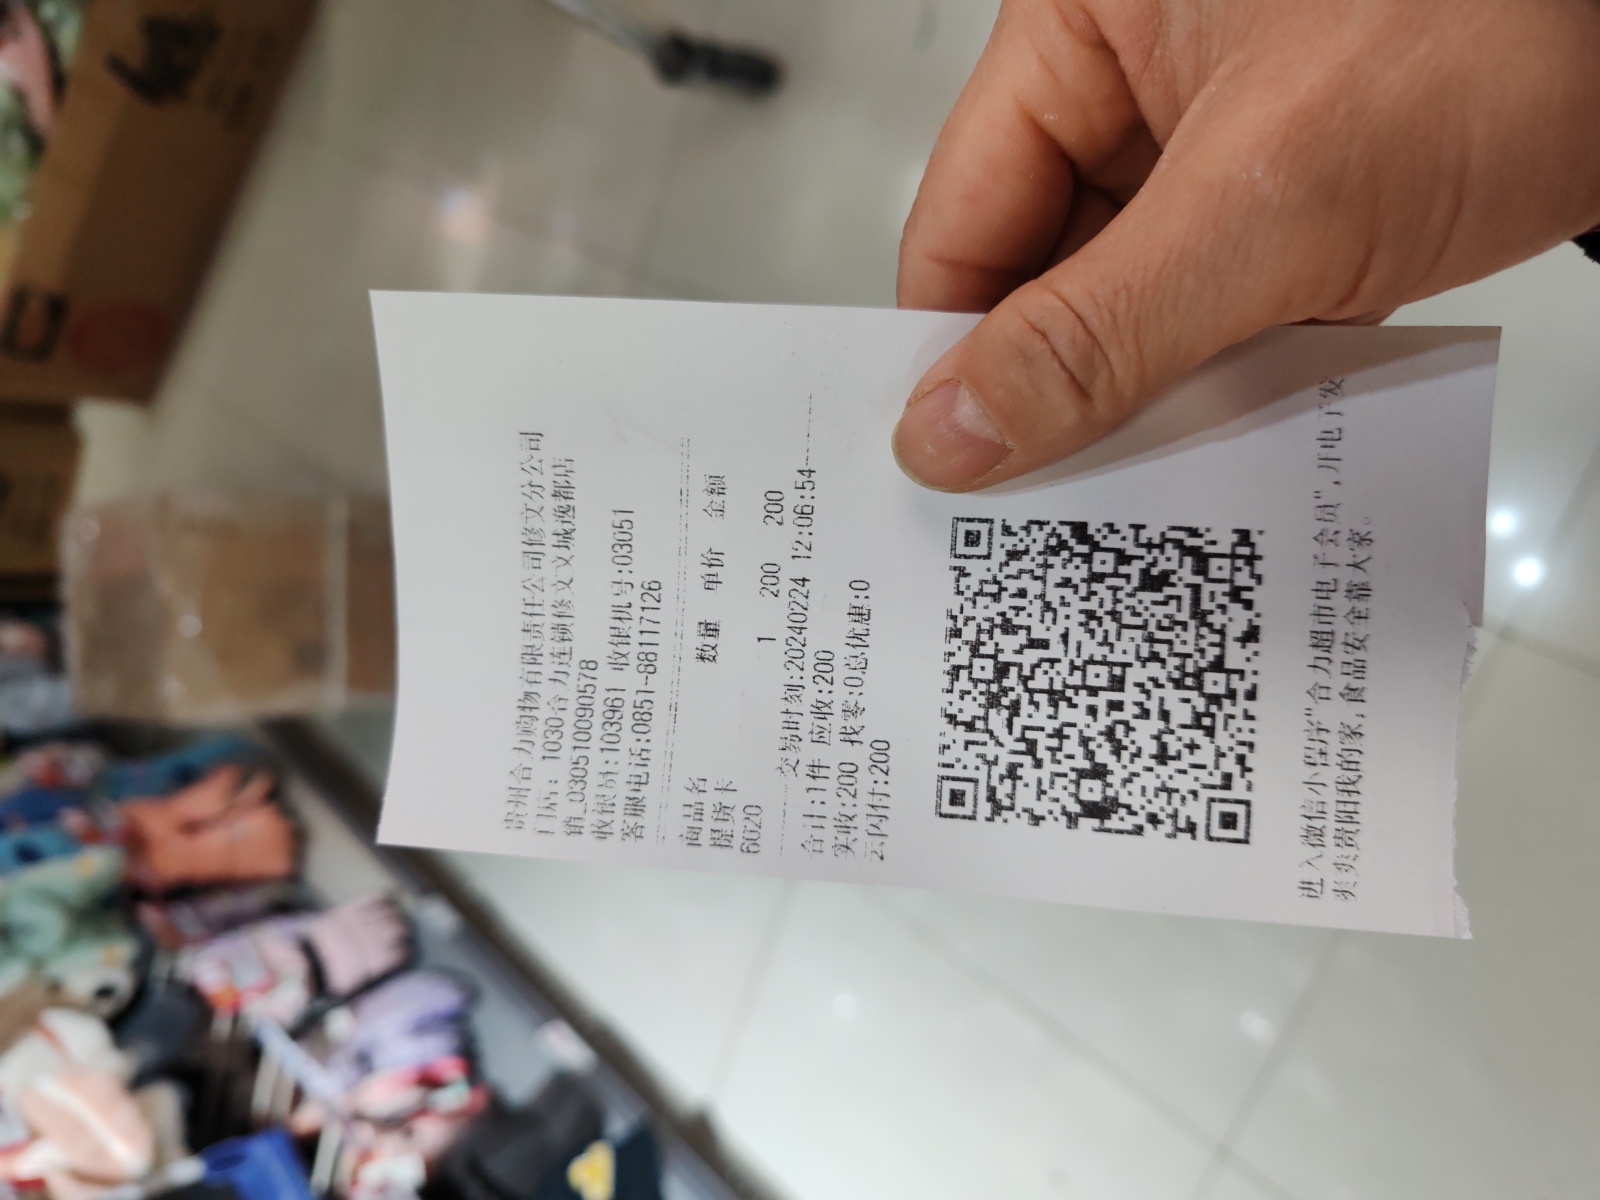 贵州合力购物有限责任公司修文分公司
门店: 1030合力连锁修文文城逸都店
销_030510090578
收银员:103961 收银机号:03051
客服电话:0851-88117126
商品名 数量 单价 金额
提货卡
6020 1 200 200
交易时刻:20240224 12:06:54
合计:1件 应收:200
实收:200 找零:0总优惠:0
云闪付:200
进入微信小程序"合力超市电子会员",开电子发
爽爽贵阳我的家,食品安全靠大家。